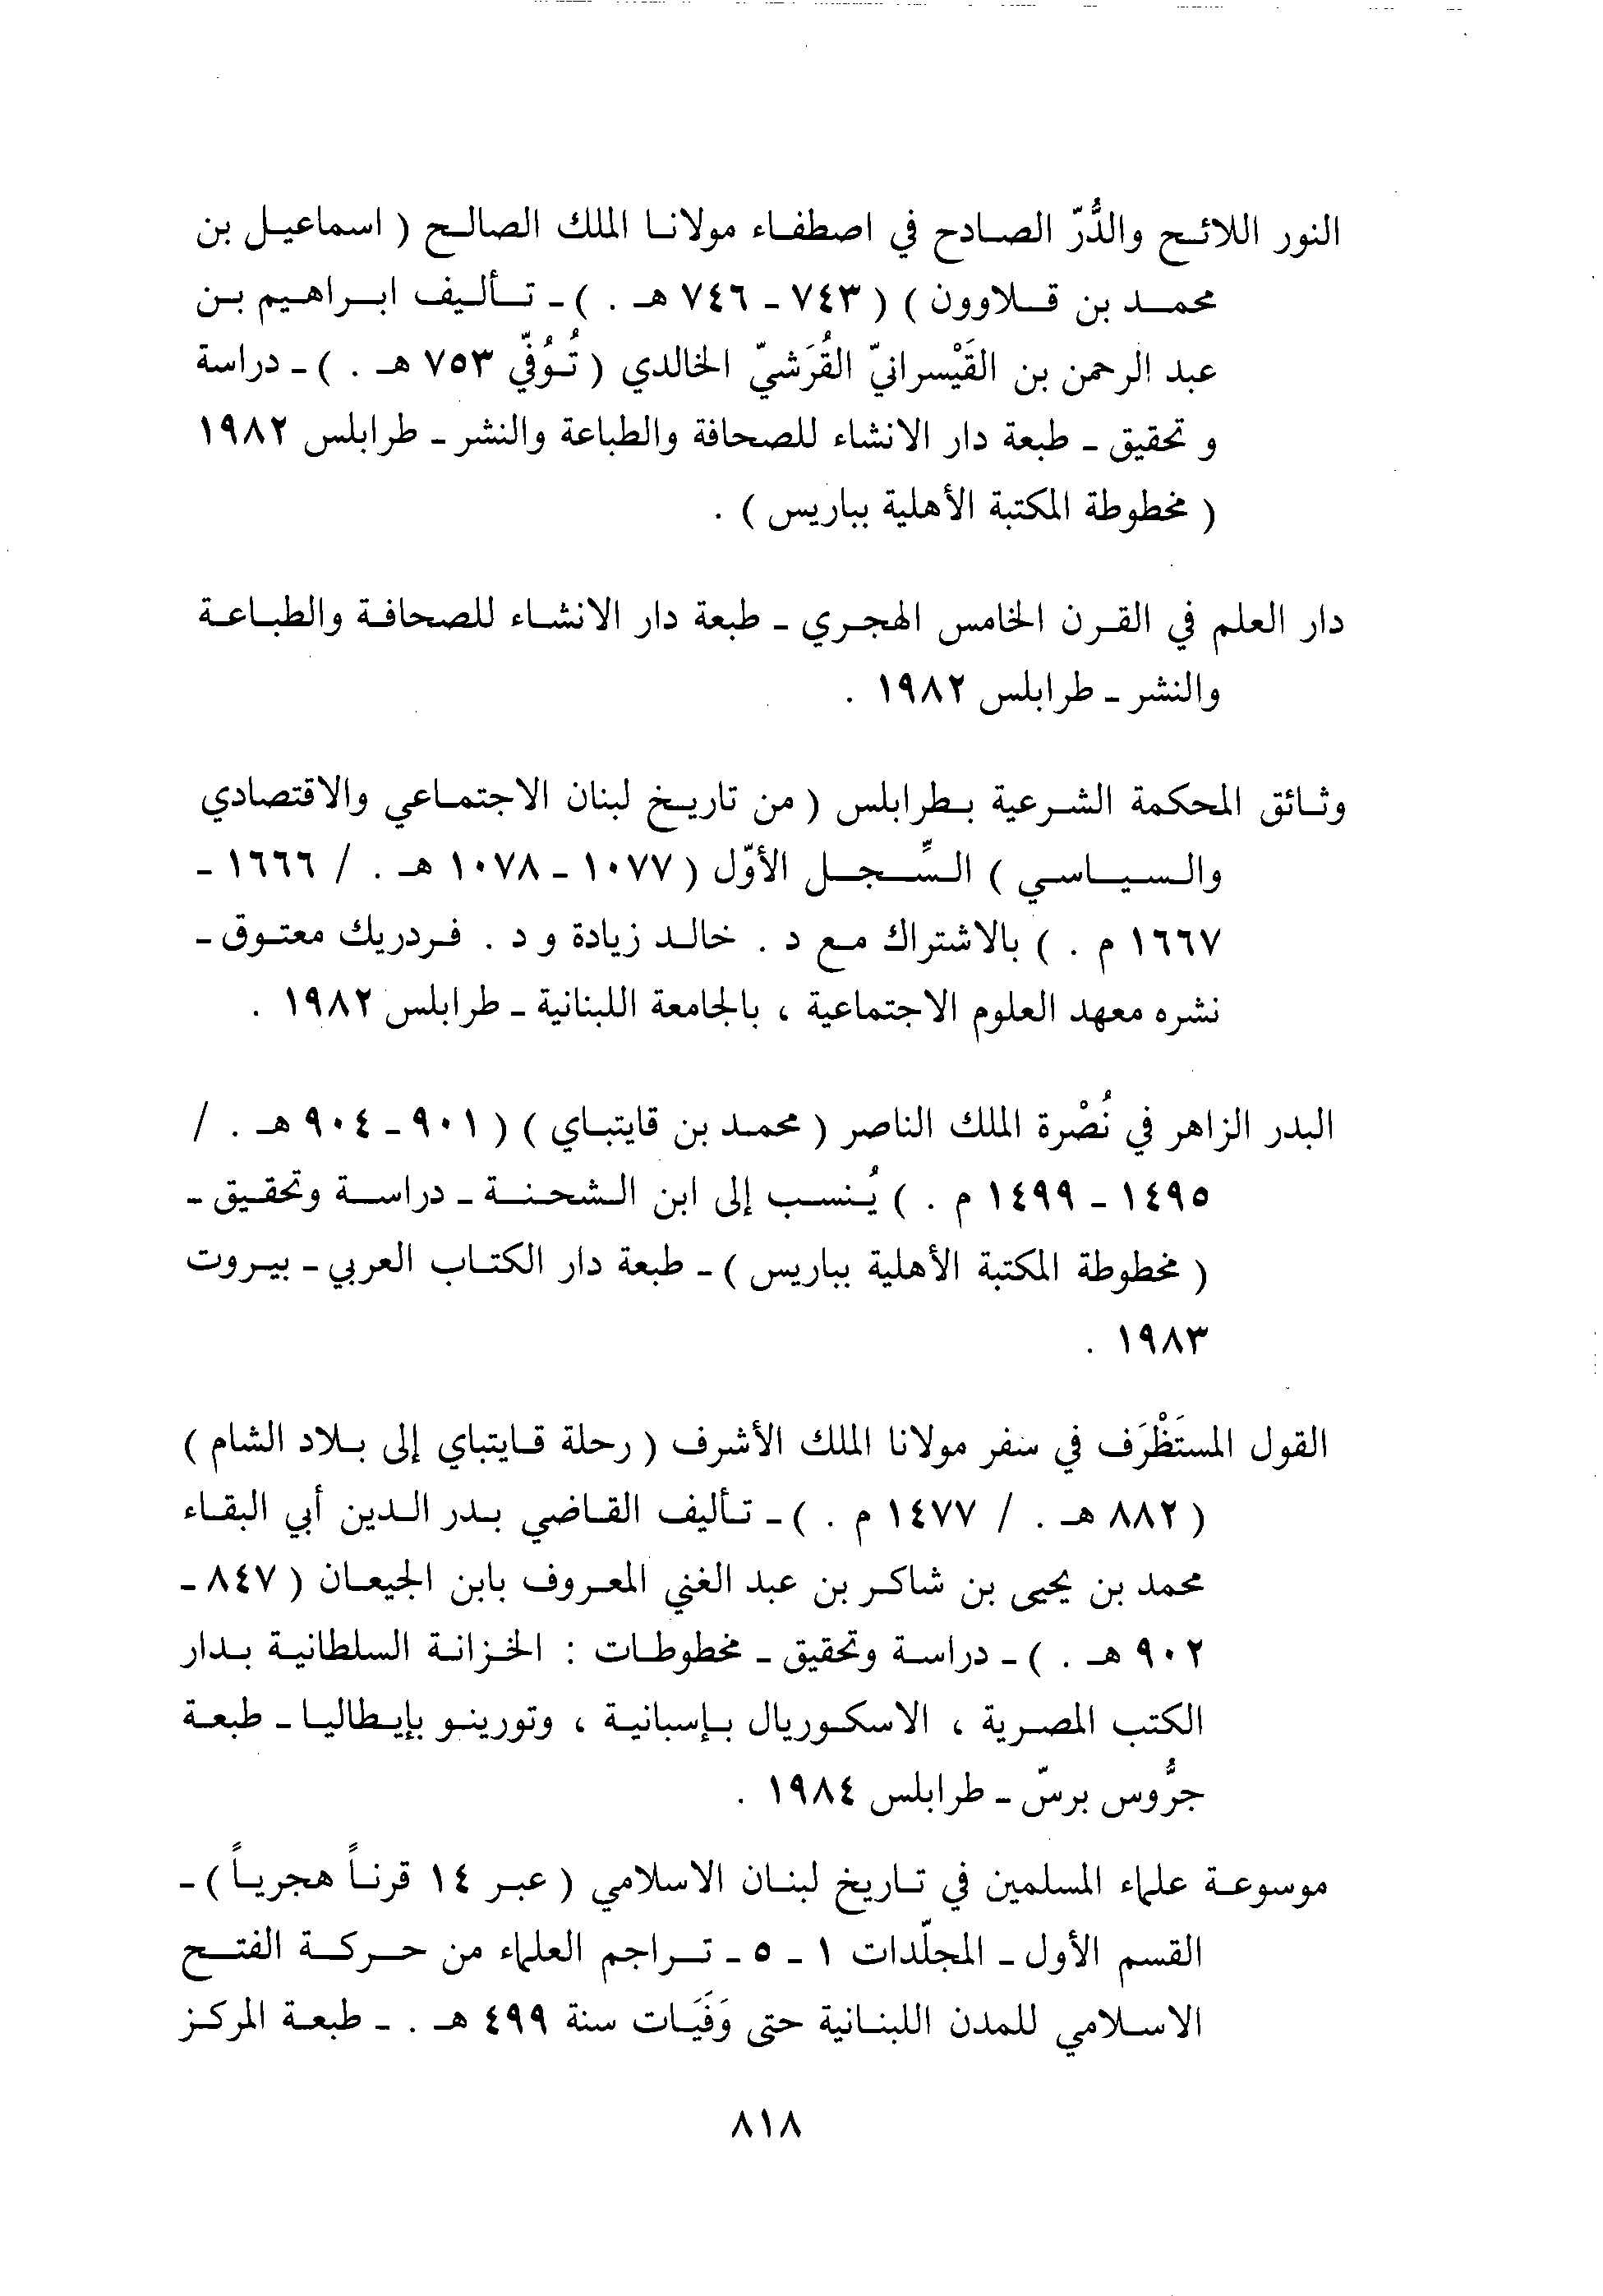 النور اللائح والدُّرّ الصادح في اصطفاء مولانا الملك الصالح ( اسماعيل بن
محمد بن قلاوون ) ( ٧٤٣ - ٧٤٦ هـ . ) - تأليف ابراهيم بن
عبد الرحمن بن القَيْسرانيّ القُرَشيّ الخالدي ( تُوُفّي ٧٥٣ هـ . ) - دراسة
و تحقيق - طبعة دار الانشاء للصحافة والطباعة والنشر - طرابلس ١٩٨٢
( مخطوطة المكتبة الأهلية بباريس ) .
دار العلم في القرن الخامس الهجري - طبعة دار الانشاء للصحافة والطباعة
والنشر - طرابلس ١٩٨٢ .
وثائق المحكمة الشرعية بطرابلس ( من تاريخ لبنان الاجتماعي والاقتصادي
والسياسي ) السِّجل الأوّل ( ١٠٧٧ - ١٠٧٨ هـ . / ١٦٦٦ -
١٦٦٧ م . ) بالاشتراك مع د . خالد زيادة و د . فردريك معتوق -
نشره معهد العلوم الاجتماعية ، بالجامعة اللبنانية - طرابلس ١٩٨٢ .
البدر الزاهر في نُصْرة الملك الناصر ( محمد بن قايتباي ) ( ٩٠١ - ٩٠٤ هـ . /
١٤٩٥ - ١٤٩٩ م . ) يُنسب إلى ابن الشحنة - دراسة وتحقيق -
( مخطوطة المكتبة الأهلية بباريس ) - طبعة دار الكتاب العربي - بيروت
١٩٨٣ .
القول المستَظْرَف في سفر مولانا الملك الأشرف ( رحلة قايتباي إلى بلاد الشام )
( ٨٨٢ هـ . / ١٤٧٧ م . ) - تأليف القاضي بدر الدين أبي البقاء
محمد بن يحيى بن شاكر بن عبد الغني المعروف بابن الجيعان ( ٨٤٧ -
٩٠٢ هـ . ) - دراسة وتحقيق - مخطوطات : الخزانة السلطانية بدار
الكتب المصرية ، الاسكوريال بإسبانية ، وتورينو بإيطاليا - طبعة
جرُّوس برسّ - طرابلس ١٩٨٤ .
موسوعة علماء المسلمين في تاريخ لبنان الاسلامي ( عبر ١٤ قرناً هجرياً ) -
القسم الأول - المجلّدات ١ - ٥ - تراجم العلماء من حركة الفتح
الاسلامي للمدن اللبنانية حتى وَفَيَات سنة ٤٩٩ هـ . - طبعة المركز
٨١٨